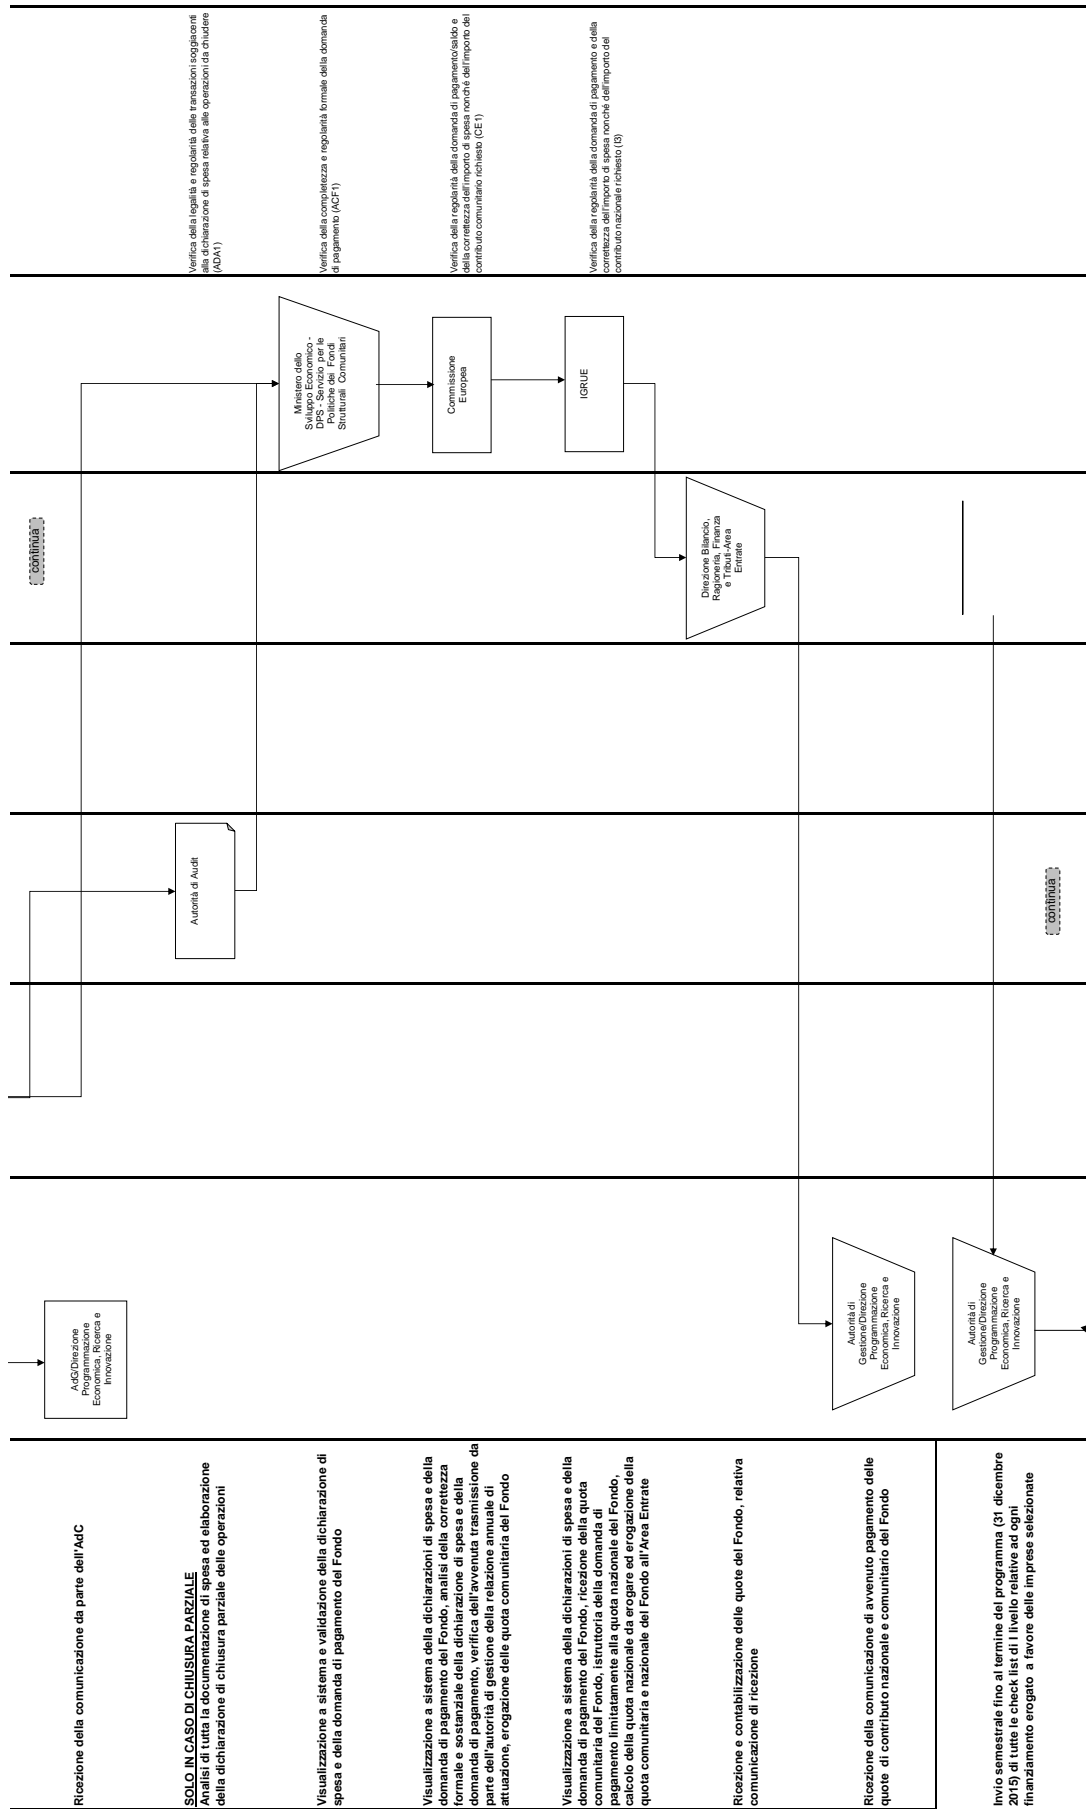 Ricezione della comunicazione da parte dell'AdC
AdG/Direzione
Programmazione
Economica, Ricerca e
Innovazione
continua
SOLO IN CASO DI CHIUSURA PARZIALE
Analisi di tutta la documentazione di spesa ed elaborazione
della dichiarazione di chiusura parziale delle operazioni
Autorità di Audit
Verifica della legalità e regolarità delle transazioni soggiacenti
alla dichiarazione di spesa relativa alle operazioni da chiudere
(ADA1)
Visualizzazione a sistema e validazione della dichiarazione di
spesa e della domanda di pagamento del Fondo
Ministero dello
Sviluppo Economico -
DPS - Servizio per le
Politiche dei Fondi
Strutturali Comunitari
Verifica della completezza e regolarità formale della domanda
di pagamento (ACF1)
Visualizzazione a sistema della dichiarazioni di spesa e della
domanda di pagamento del Fondo, analisi della correttezza
formale e sostanziale della dichiarazione di spesa e della
domanda di pagamento, verifica dell'avvenuta trasmissione da
parte dell'autorità di gestione della relazione annuale di
attuazione, erogazione delle quota comunitaria del Fondo
Commissione
Europea
Verifica della regolarità della domanda di pagamento/saldo e
della correttezza dell'importo di spesa nonché dell'importo del
contributo comunitario richiesto (CE1)
Visualizzazione a sistema della dichiarazioni di spesa e della
domanda di pagamento del Fondo, ricezione della quota
comunitaria del Fondo, istruttoria della domanda di
pagamento limitatamente alla quota nazionale del Fondo,
calcolo della quota nazionale da erogare ed erogazione della
quota comunitaria e nazionale del Fondo all'Area Entrate
IGRUE
Verifica della regolarità della domanda di pagamento e della
correttezza dell'importo di spesa nonché dell'importo del
contributo nazionale richiesto (I3)
Ricezione e contabilizzazione delle quote del Fondo, relativa
comunicazione di ricezione
Direzione Bilancio,
Ragioneria, Finanza
e Tributi-Area
Entrate
Ricezione della comunicazione di avvenuto pagamento delle
quote di contributo nazionale e comunitario del Fondo
Autorità di
Gestione/Direzione
Programmazione
Economica, Ricerca e
Innovazione
Invio semestrale fino al termine del programma (31 dicembre
2015) di tutte le check list di I livello relative ad ogni
finanziamento erogato a favore delle imprese selezionate
Autorità di
Gestione/Direzione
Programmazione
Economica, Ricerca e
Innovazione
continua